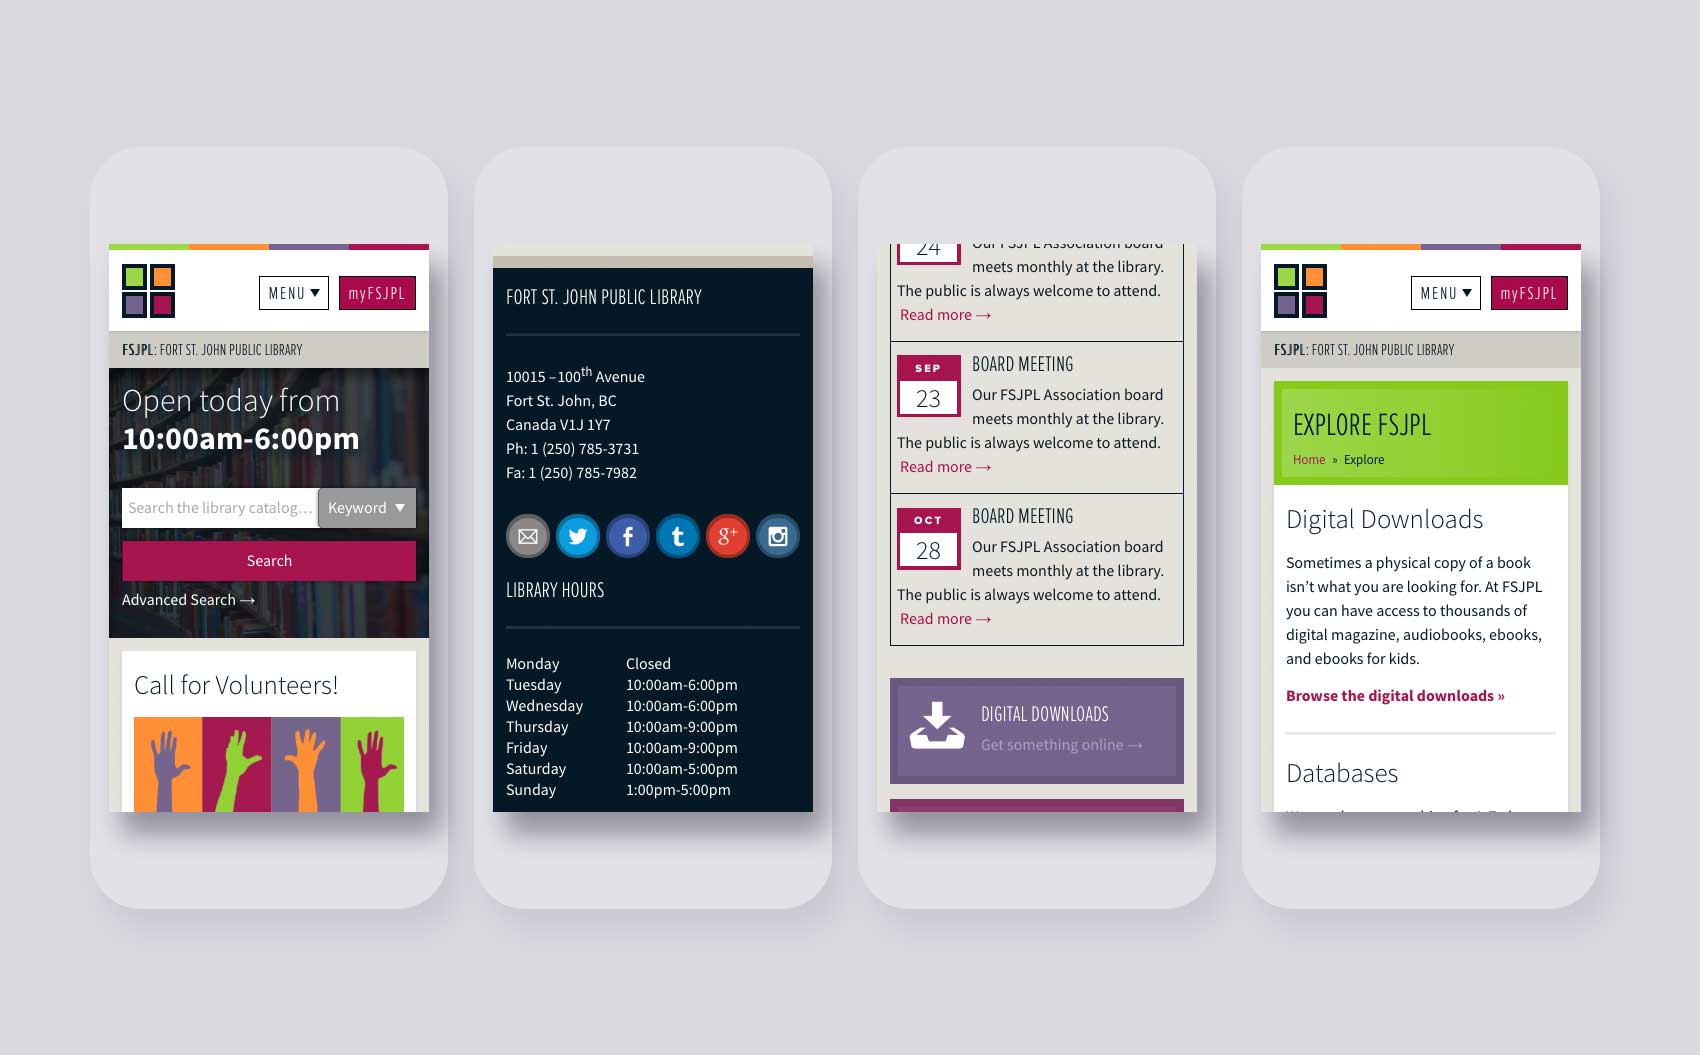 MENU ▼
myFSJPL
FSJPL: FORT ST. JOHN PUBLIC LIBRARY
Open today from
10:00am-6:00pm
Search the library catalog...
Keyword ▼
Search
Advanced Search →
Call for Volunteers!
FORT ST. JOHN PUBLIC LIBRARY
10015 –100th Avenue
Fort St. John, BC
Canada V1J 1Y7
Ph: 1 (250) 785-3731
Fa: 1 (250) 785-7982
f
t
g+
LIBRARY HOURS
Monday Closed
Tuesday 10:00am-6:00pm
Wednesday 10:00am-6:00pm
Thursday 10:00am-9:00pm
Friday 10:00am-9:00pm
Saturday 10:00am-5:00pm
Sunday 1:00pm-5:00pm
24
Our FSJPL Association board
meets monthly at the library.
The public is always welcome to attend.
Read more →
SEP
23
BOARD MEETING
Our FSJPL Association board
meets monthly at the library.
The public is always welcome to attend.
Read more →
OCT
28
BOARD MEETING
Our FSJPL Association board
meets monthly at the library.
The public is always welcome to attend.
Read more →
DIGITAL DOWNLOADS
Get something online →
MENU ▼
myFSJPL
FSJPL: FORT ST. JOHN PUBLIC LIBRARY
EXPLORE FSJPL
Home » Explore
Digital Downloads
Sometimes a physical copy of a book
isn’t what you are looking for. At FSJPL
you can have access to thousands of
digital magazine, audiobooks, ebooks,
and ebooks for kids.
Browse the digital downloads »
Databases